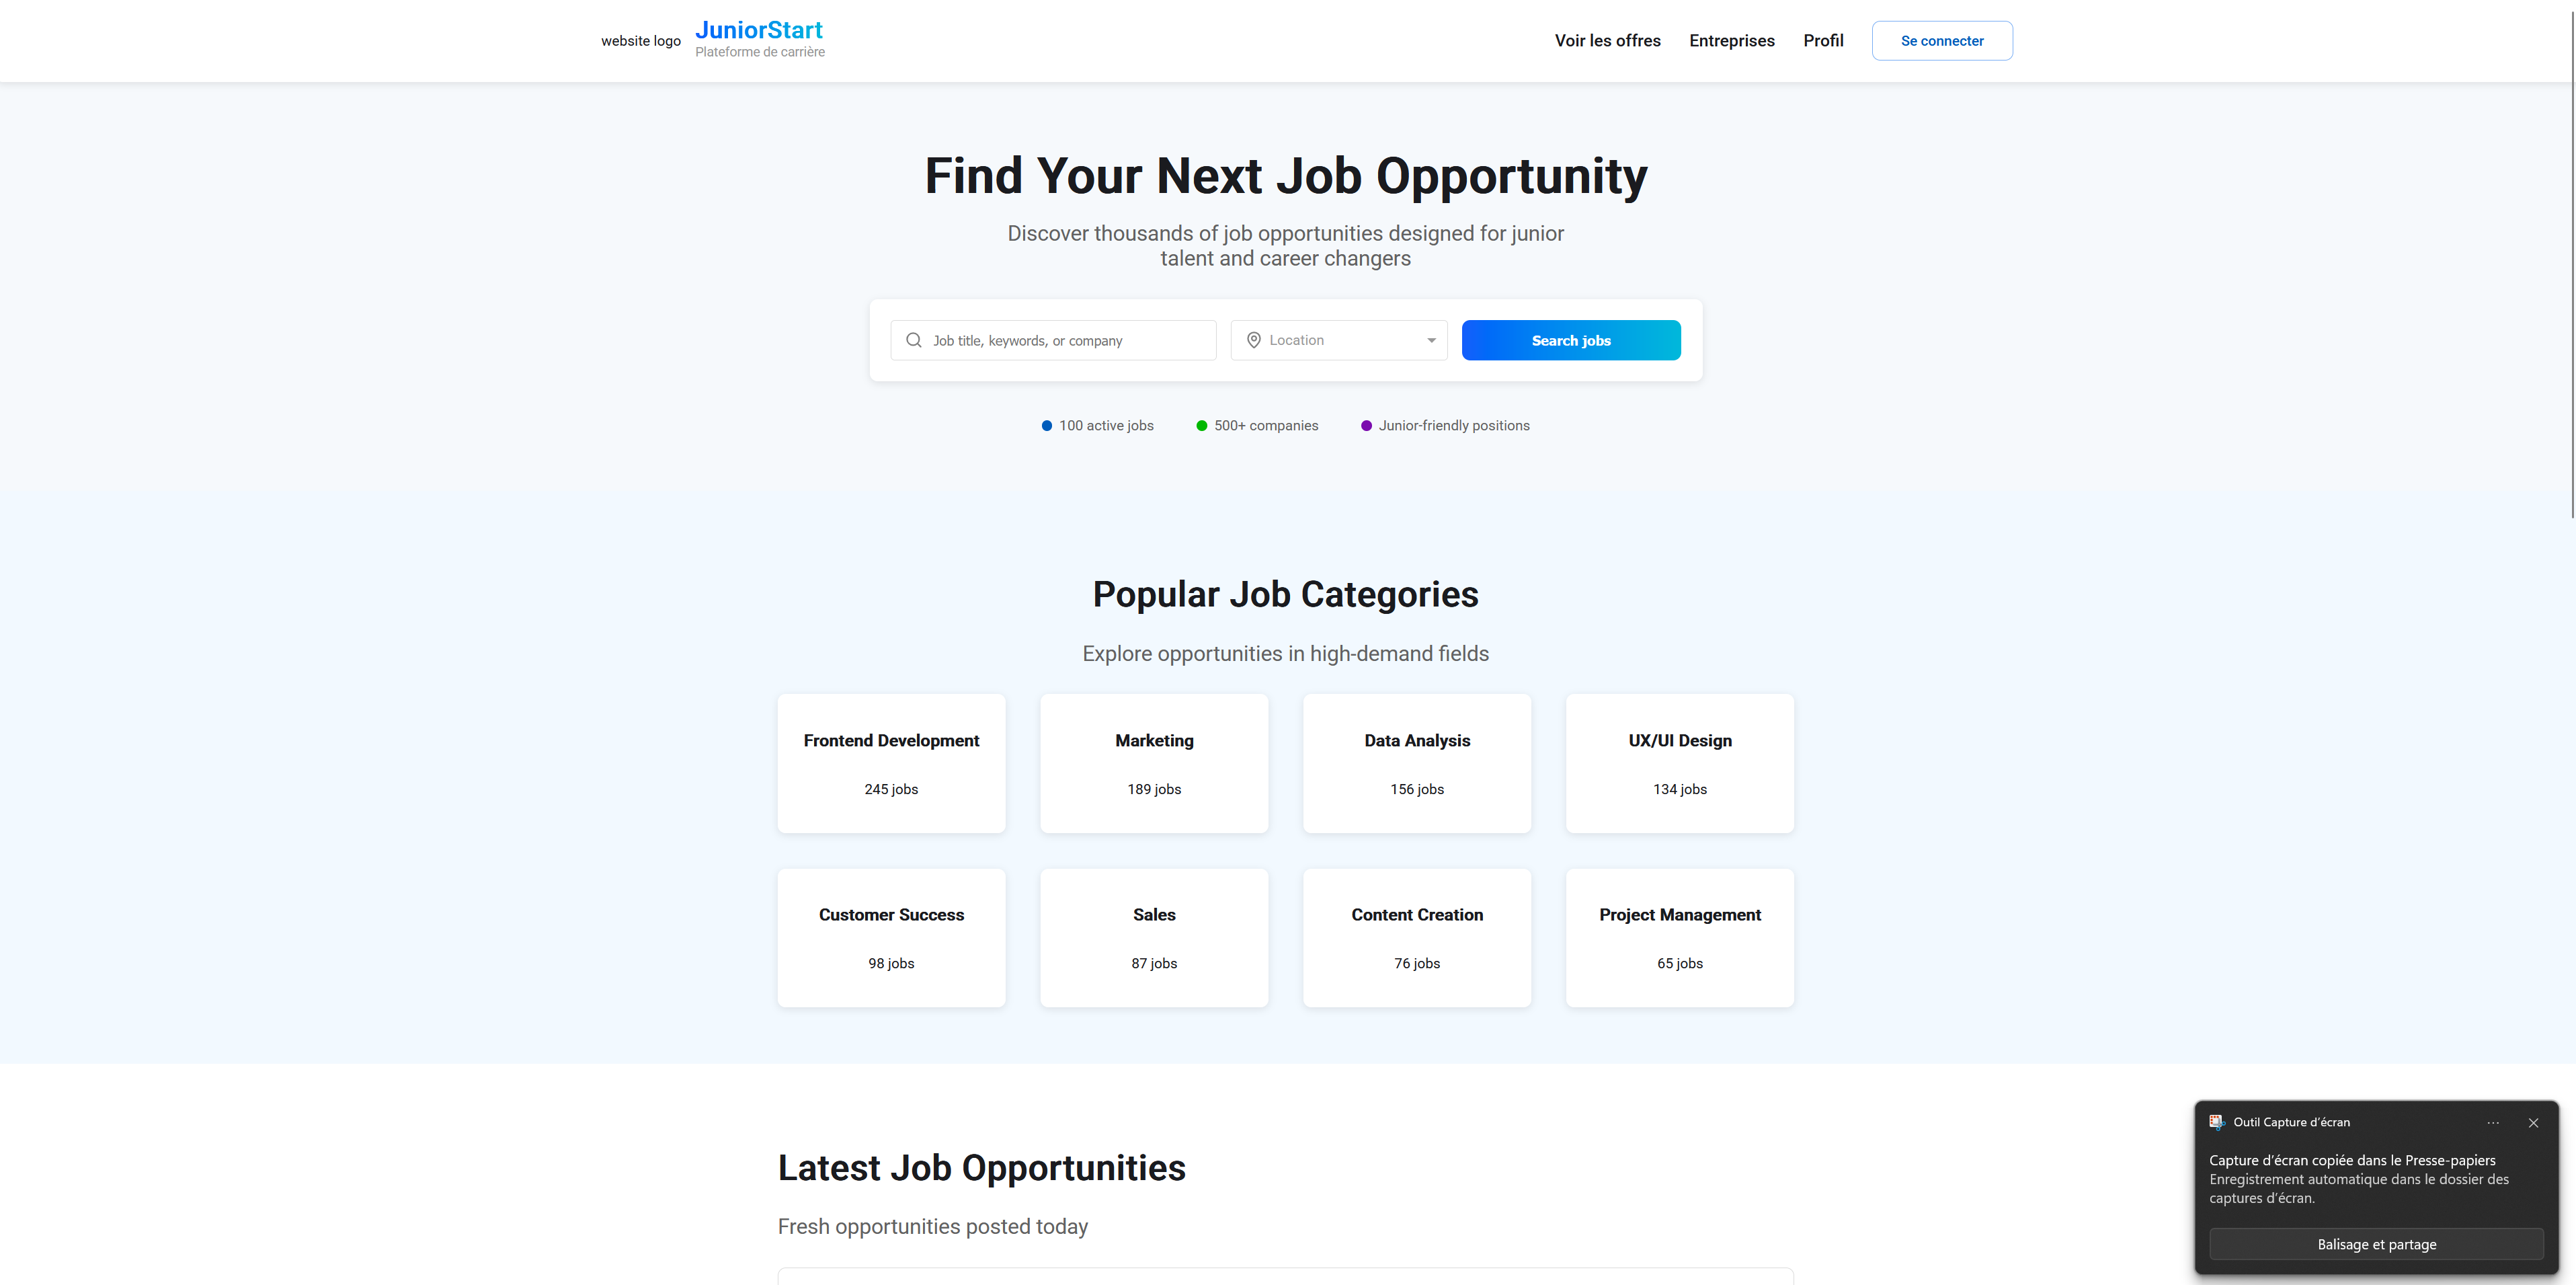 website logo
JuniorStart
Plateforme de carrière
Voir les offres
Entreprises
Profil
Se connecter
Find Your Next Job Opportunity
Discover thousands of job opportunities designed for junior
talent and career changers
Job title, keywords, or company
Location
Search jobs
100 active jobs
500+ companies
Junior-friendly positions
Popular Job Categories
Explore opportunities in high-demand fields
Frontend Development
245 jobs
Marketing
189 jobs
Data Analysis
156 jobs
UX/UI Design
134 jobs
Customer Success
98 jobs
Sales
87 jobs
Content Creation
76 jobs
Project Management
65 jobs
Latest Job Opportunities
Fresh opportunities posted today
Outil Capture d'écran
Capture d'écran copiée dans le Presse-papiers
Enregistrement automatique dans le dossier des
captures d'écran.
Balisage et partage